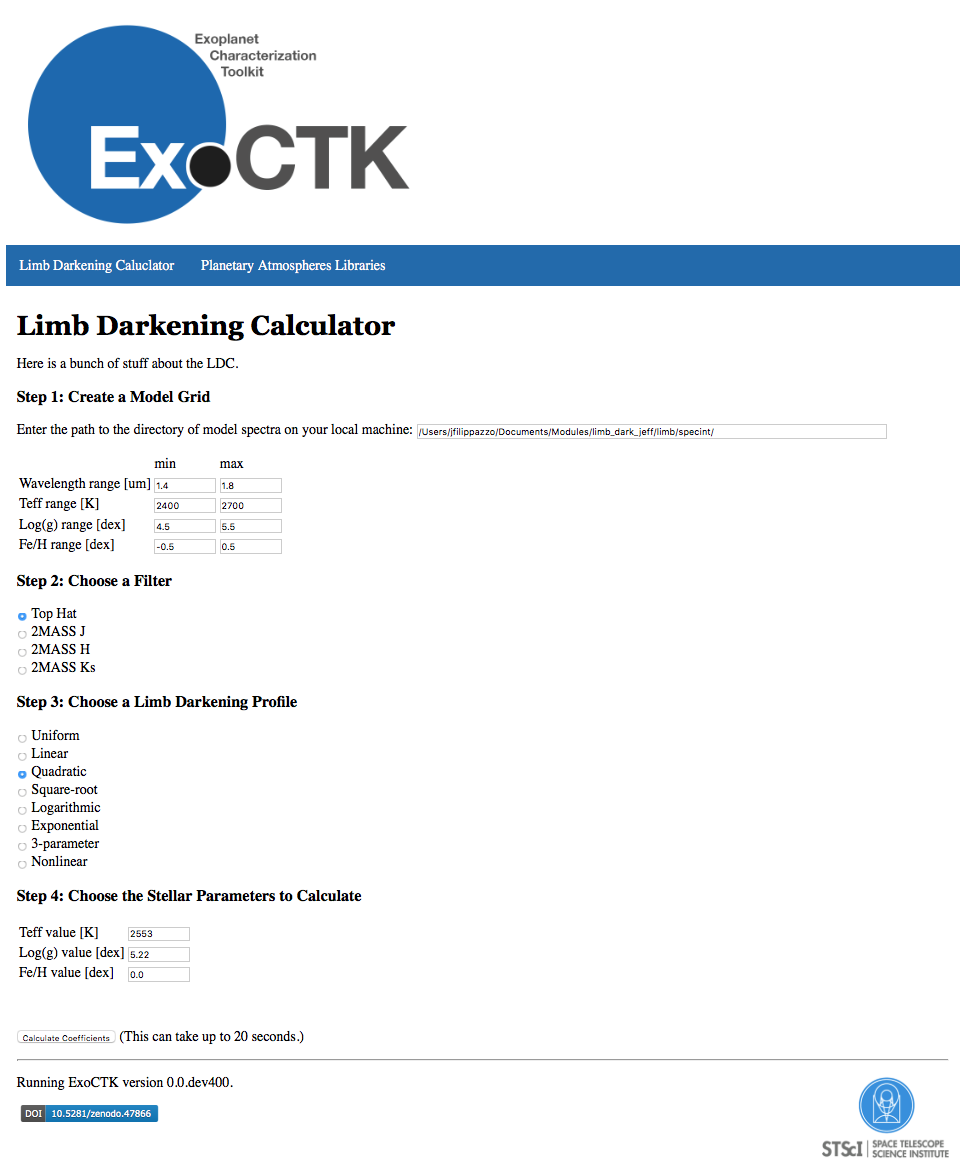 Exoplanet
Characterization
Toolkit
ExoCTK
Limb Darkening Caluclator Planetary Atmospheres Libraries
Limb Darkening Calculator
Here is a bunch of stuff about the LDC.
Step 1: Create a Model Grid
Enter the path to the directory of model spectra on your local machine: /Users/jfilippazzo/Documents/Modules/limb_dark_jeff/limb/specint/
min max
Wavelength range [um] 1.4 1.8
Teff range [K] 2400 2700
Log(g) range [dex] 4.5 5.5
Fe/H range [dex] -0.5 0.5
Step 2: Choose a Filter
Top Hat
2MASS J
2MASS H
2MASS Ks
Step 3: Choose a Limb Darkening Profile
Uniform
Linear
Quadratic
Square-root
Logarithmic
Exponential
3-parameter
Nonlinear
Step 4: Choose the Stellar Parameters to Calculate
Teff value [K] 2553
Log(g) value [dex] 5.22
Fe/H value [dex] 0.0
Calculate Coefficients (This can take up to 20 seconds.)
Running ExoCTK version 0.0.dev400.
DOI 10.5281/zenodo.47866
STScI SPACE TELESCOPE
SCIENCE INSTITUTE